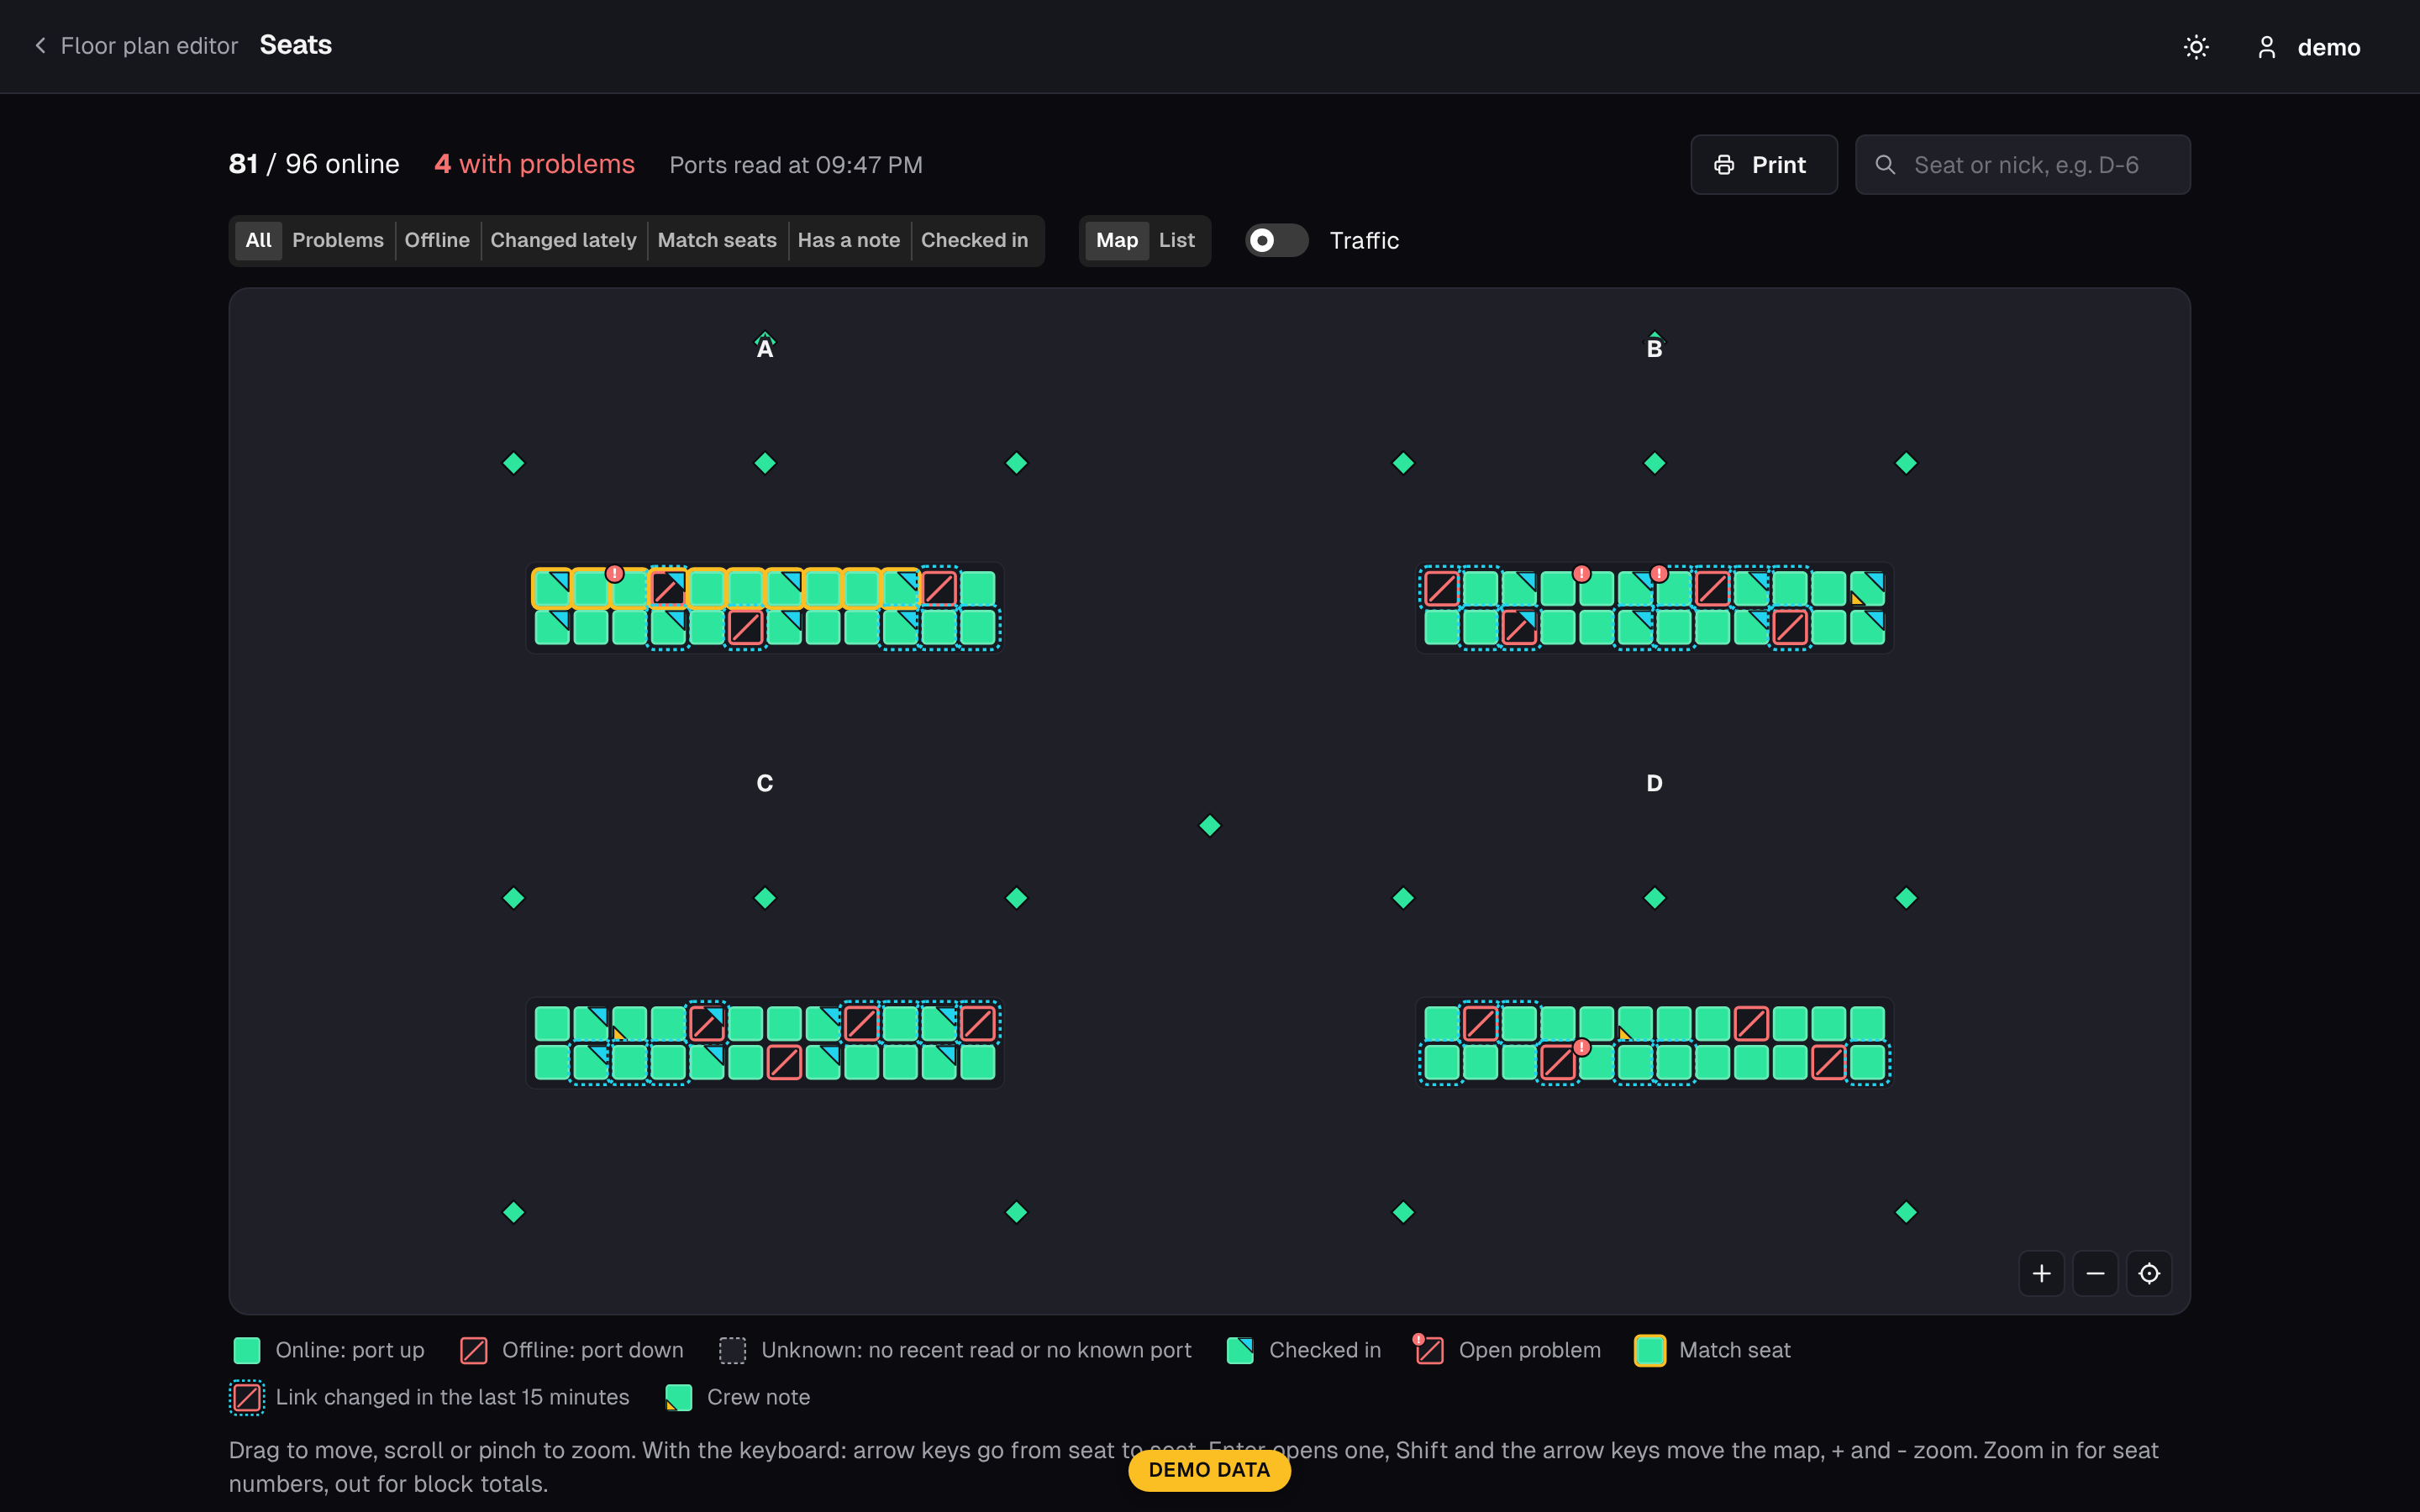 Floor plan editor Seats demo
81 / 96 online 4 with problems Ports read at 09:47 PM Print Seat or nick, e.g. D-6
All Problems Offline Changed lately Match seats Has a note Checked in Map List Traffic
A B
! ! !
C D
!
Online: port up Offline: port down Unknown: no recent read or no known port Checked in ! Open problem Match seat
Link changed in the last 15 minutes Crew note
Drag to move, scroll or pinch to zoom. With the keyboard: arrow keys go from seat to seat. Enter opens one, Shift and the arrow keys move the map, + and - zoom. Zoom in for seat
numbers, out for block totals.
DEMO DATA